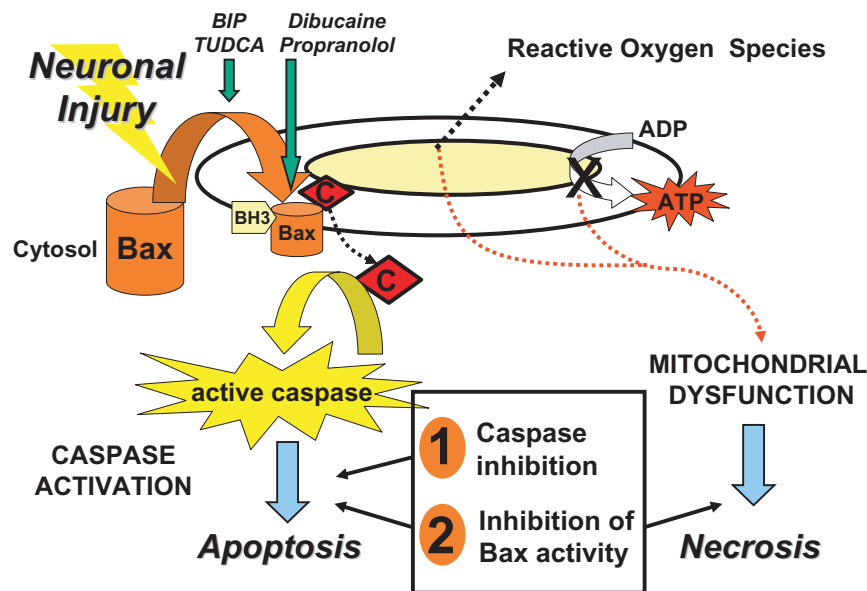 BIP
TUDCA
Dibucaine
Propranolol
Reactive Oxygen Species
Neuronal
Injury
ADP
X
C
ATP
BH3
Bax
Cytosol
Bax
C
MITOCHONDRIAL
DYSFUNCTION
active caspase
1
Caspase
inhibition
CASPASE
ACTIVATION
2
Inhibition of
Bax activity
Apoptosis
Necrosis